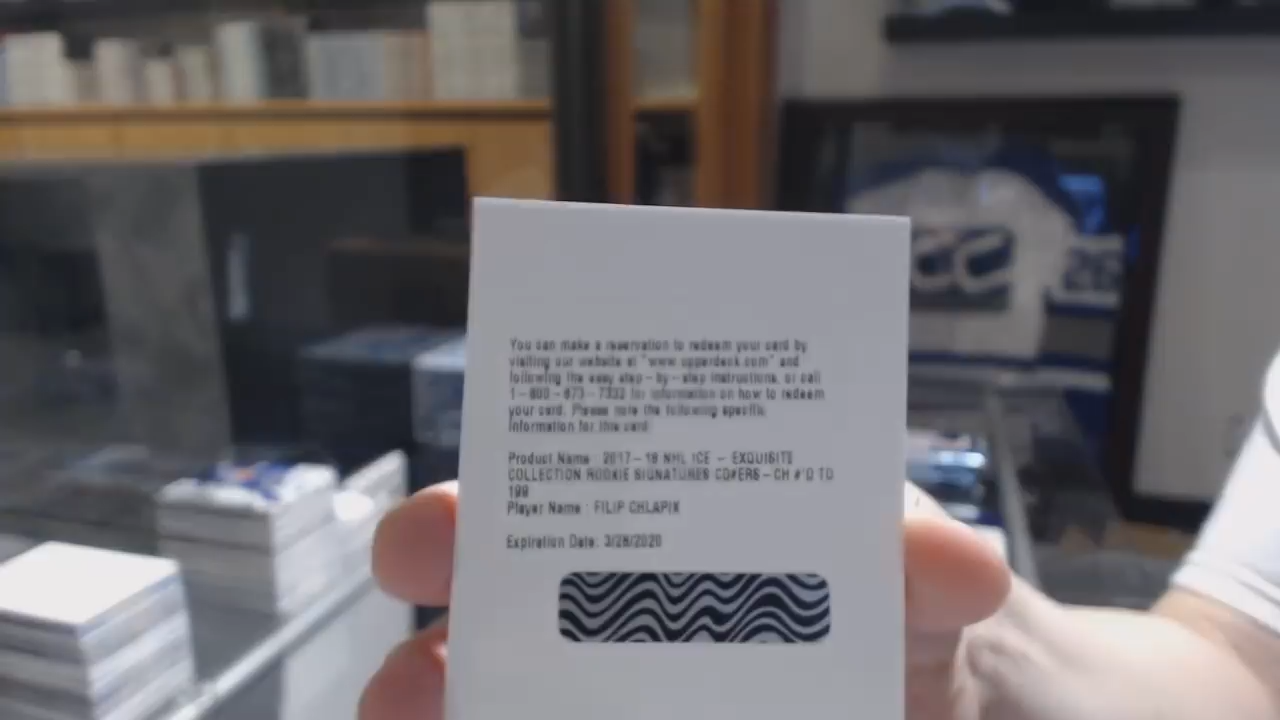 You can make a reservation to redeem your card by
visiting our website at "www.upperdeck.com" and
following the easy step-by-step instructions, or call
1-800-873-7332 for information on how to redeem
your card. Please note the following specific
information for this card:
Product Name : 2017-18 NHL ICE - EXQUISITE
COLLECTION ROOKIE SIGNATURES COVERS-CH #'D TO
199
Player Name : FILIP CHLAPIK
Expiration Date: 3/28/2020
26